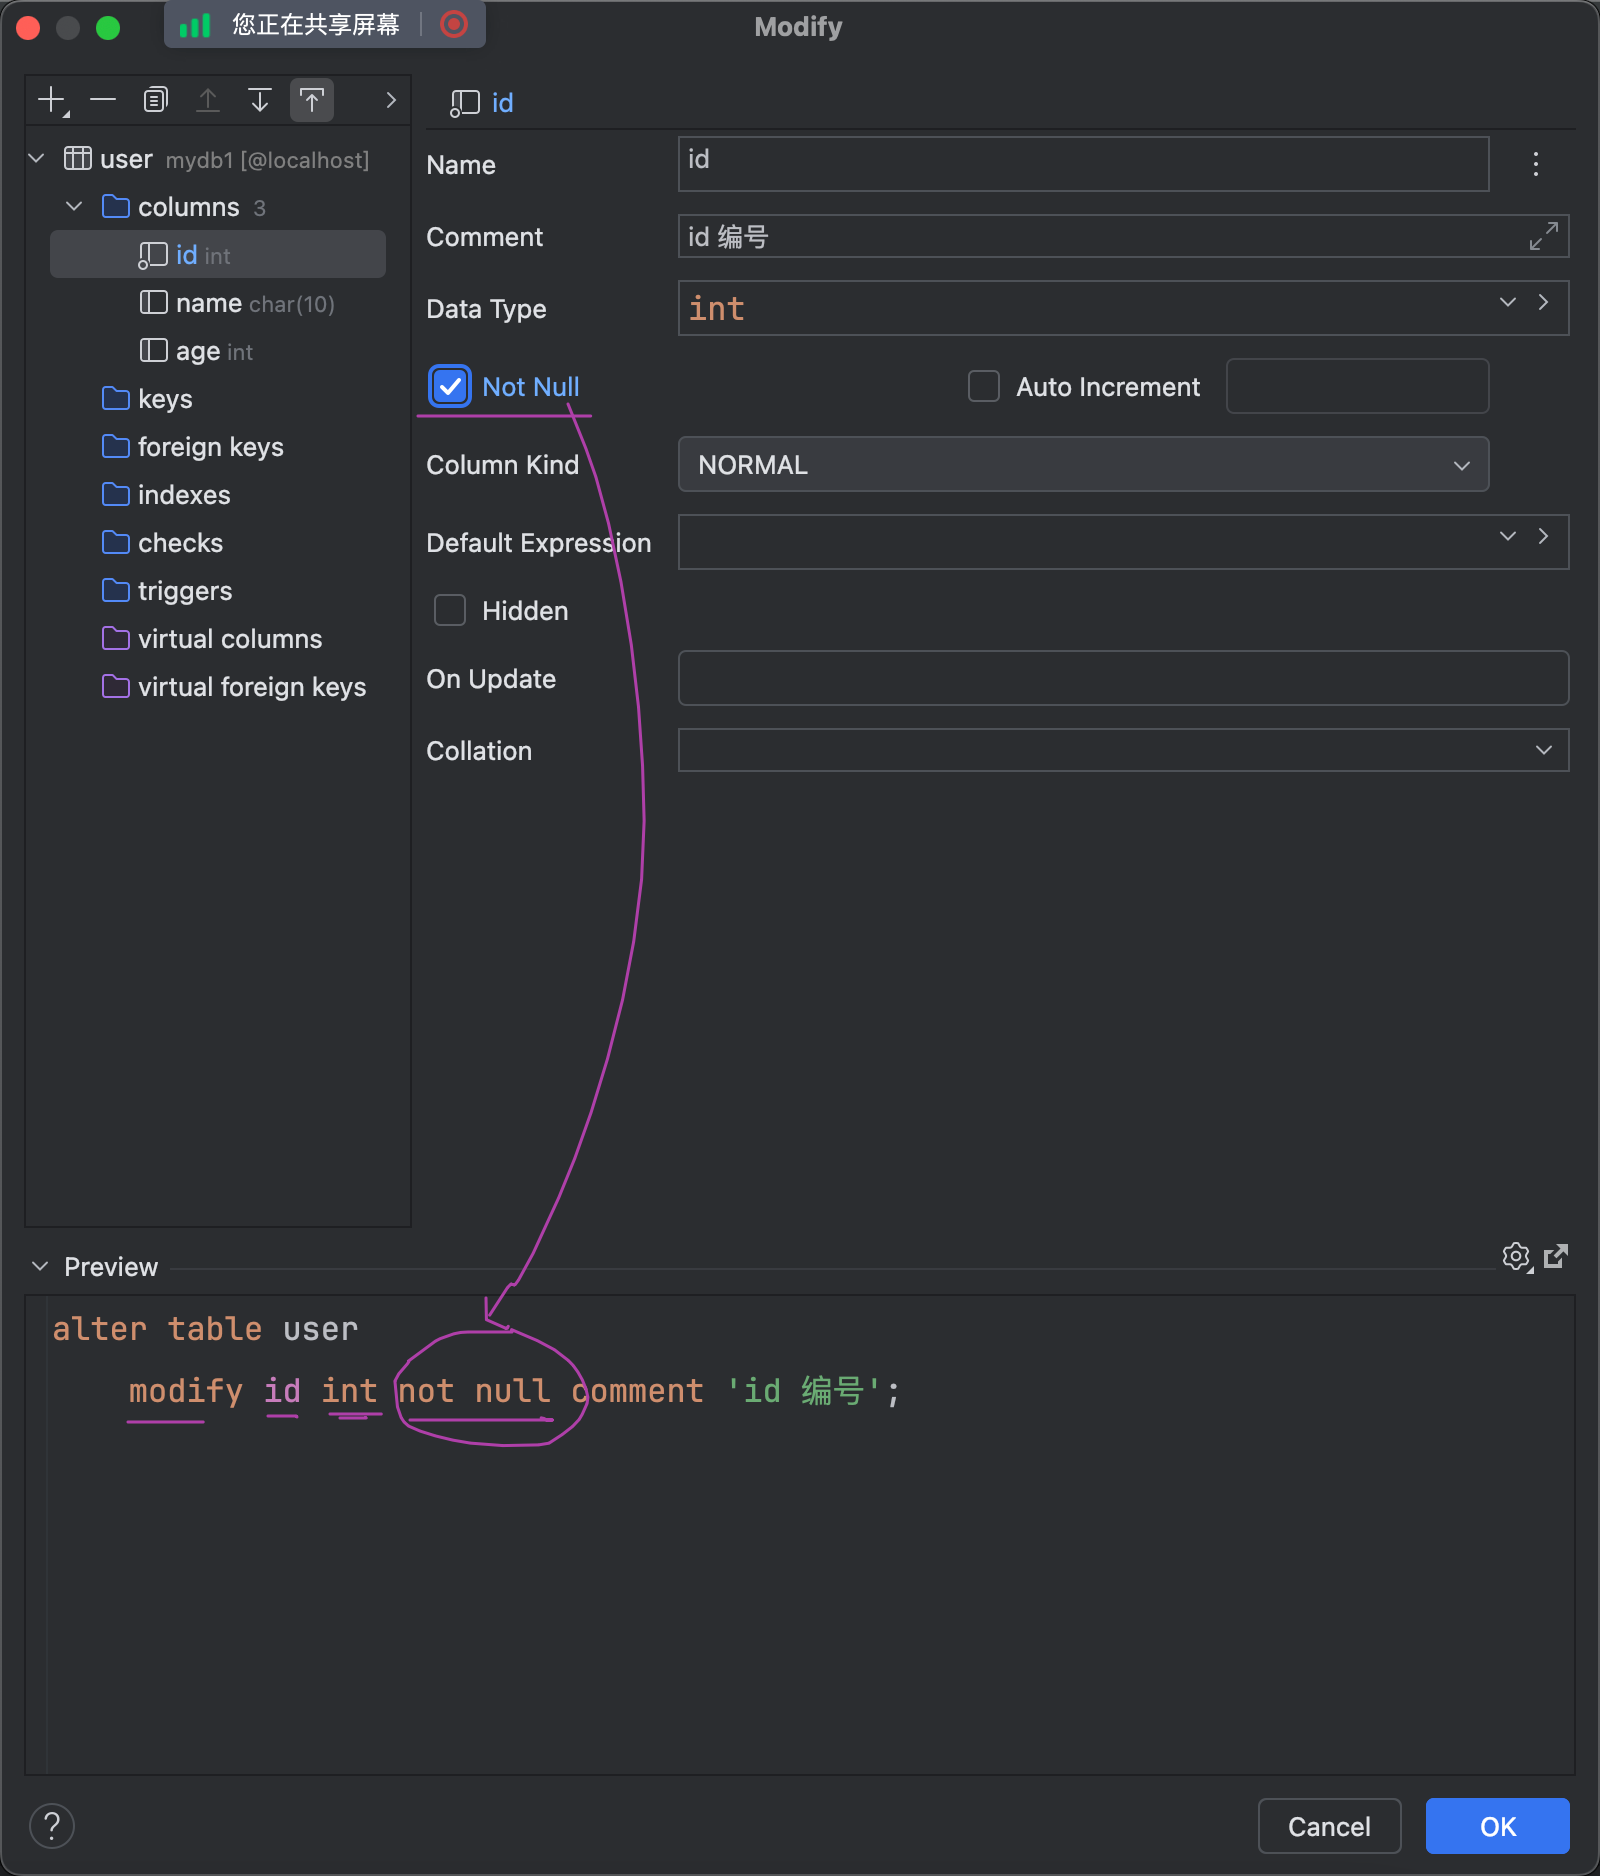 您正在共享屏幕
Modify
user mydb1 [@localhost]
columns 3
id int
name char(10)
age int
keys
foreign keys
indexes
checks
triggers
virtual columns
virtual foreign keys
id
Name id
Comment id 编号
Data Type int
Not Null Auto Increment
Column Kind NORMAL
Default Expression
Hidden
On Update
Collation
Preview
alter table user
modify id int not null comment 'id 编号';
?
Cancel OK